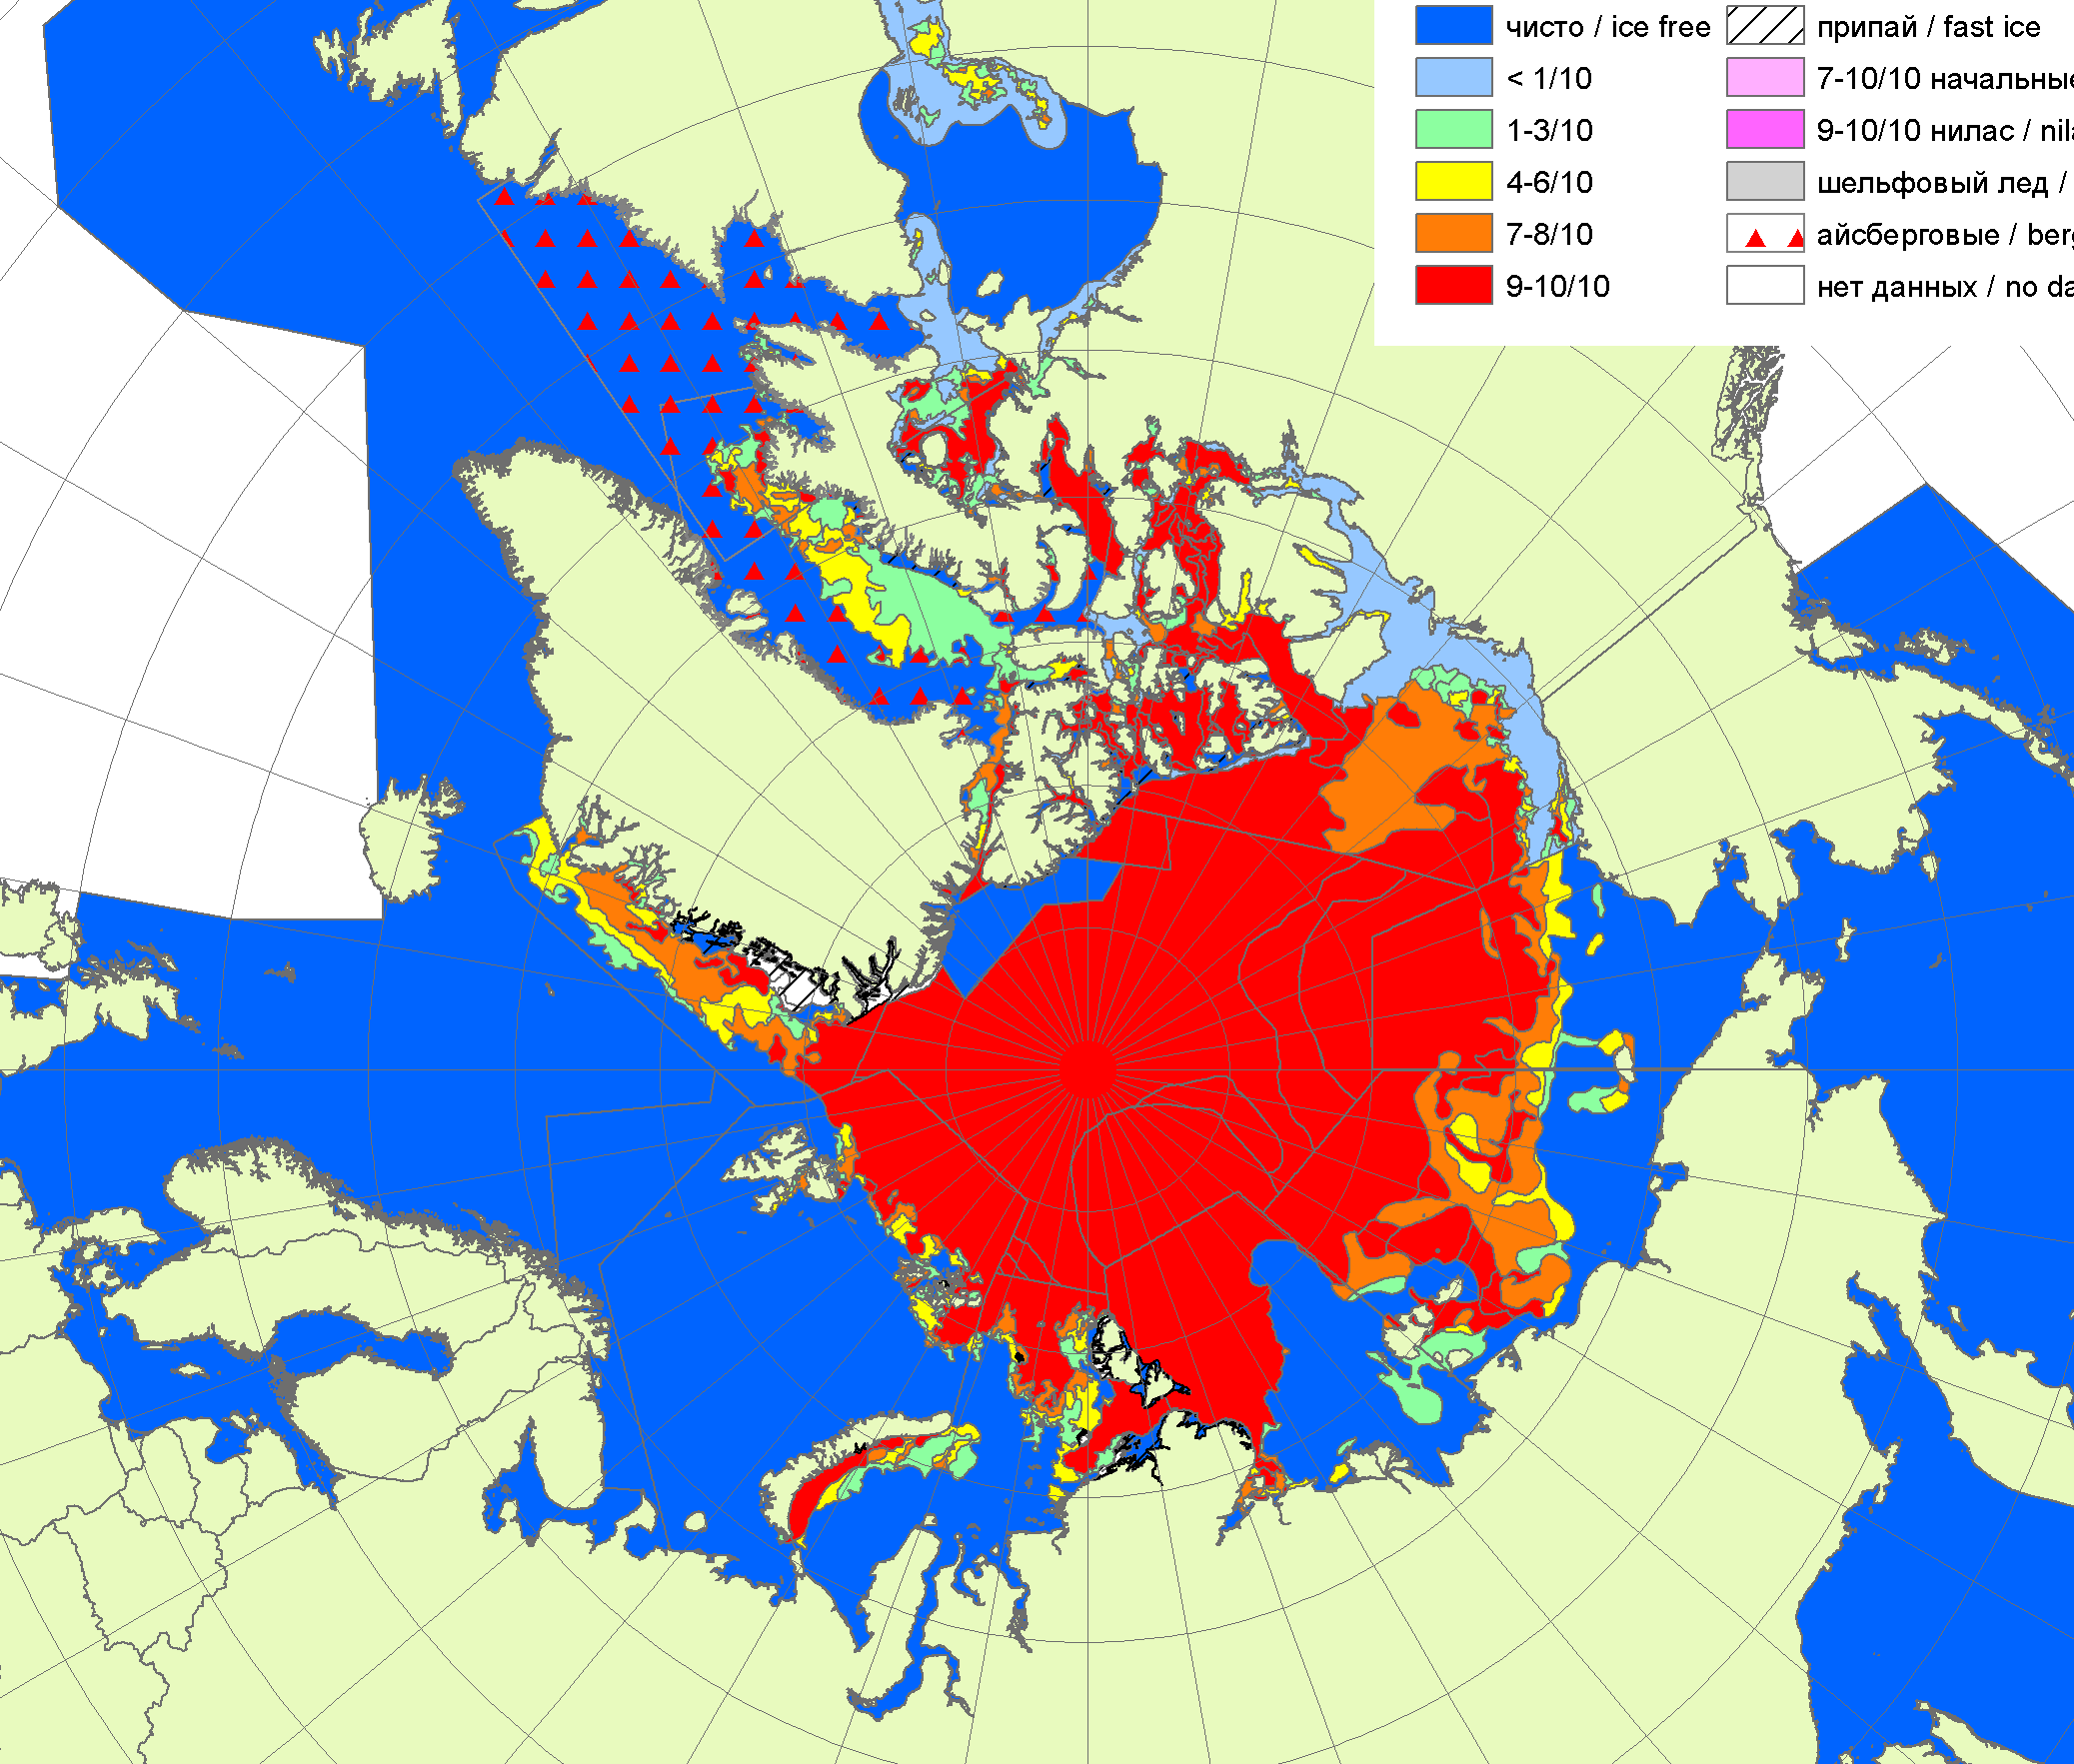 чисто / ice free
< 1/10
1-3/10
4-6/10
7-8/10
9-10/10
припай / fast ice
7-10/10 начальные
9-10/10 нилас /
шельфовый лед /
айсберговые /
нет данных / no